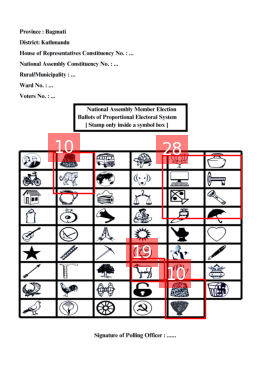 Province : Bagmati
District: Kathmandu
House of Representatives Constituency No. : ...
National Assembly Constituency No. : ...
Rural/Municipality : ...
Ward No. : ...
Voters No. : ...
National Assembly Member Election
Ballots of Proportional Electoral System
[ Stamp only inside a symbol box ]
10
28
19
10
Signature of Polling Officer : ......